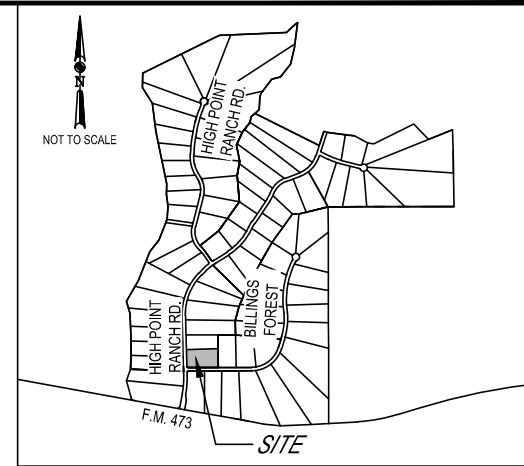 N
NOT TO SCALE
HIGH POINT
RANCH RD.
HIGH POINT
RANCH RD.
BILLINGS
FOREST
F.M. 473
SITE